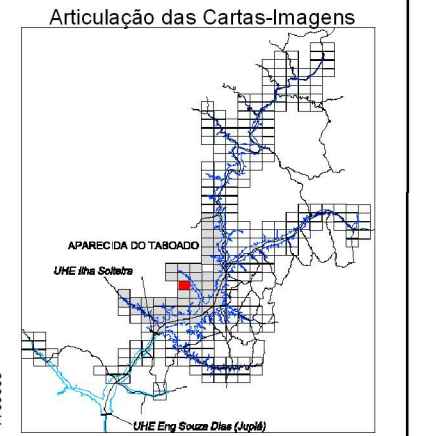 Articulação das Cartas-Imagens
APARECIDA DO TABOADO
UHE Ilha Solteira
UHE Eng Souza Dias (Jupiá)